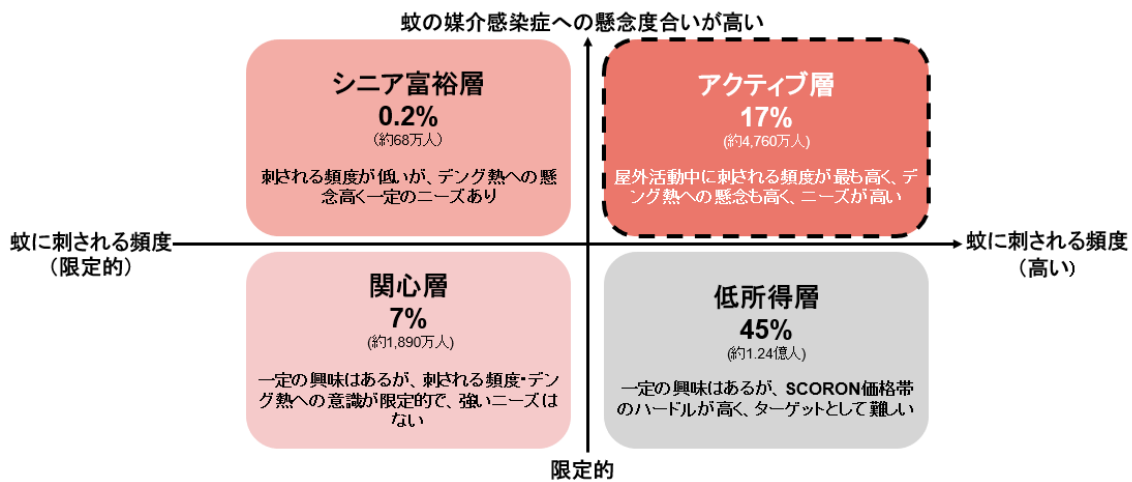 蚊の媒介感染症への懸念度合いが高い
シニア富裕層
0.2%
(約68万人)
刺される頻度が低いが、デング熱への懸
念高く一定のニーズあり
アクティブ層
17%
(約4,760万人)
屋外活動中に刺される頻度が最も高く、デ
ング熱への懸念も高く、ニーズが高い
蚊に刺される頻度
(限定的)
蚊に刺される頻度
(高い)
関心層
7%
(約1,890万人)
一定の興味はあるが、刺される頻度・デン
グ熱への意識が限定的で、強いニーズは
ない
低所得層
45%
(約1.24億人)
一定の興味はあるが、SCORON価格帯
のハードルが高く、ターゲットとして難しい
限定的